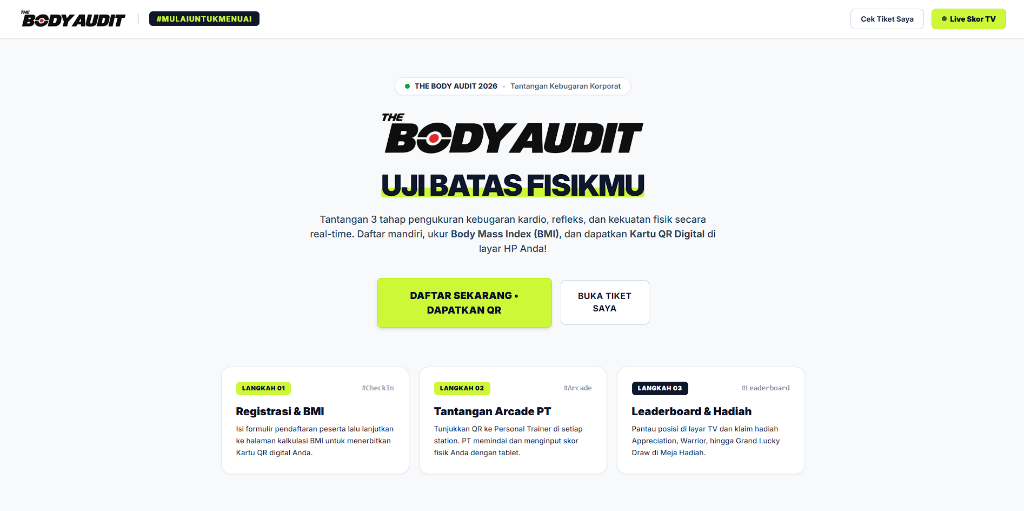 THE
BODY AUDIT
#MULAIUNTUKMENUAI
Cek Tiket Saya
Live Skor TV
THE BODY AUDIT 2026 • Tantangan Kebugaran Korporat
THE
BODY AUDIT
UJI BATAS FISIKMU
Tantangan 3 tahap pengukuran kebugaran kardio, refleks, dan kekuatan fisik secara
real-time. Daftar mandiri, ukur Body Mass Index (BMI), dan dapatkan Kartu QR Digital di
layar HP Anda!
DAFTAR SEKARANG •
DAPATKAN QR
BUKA TIKET
SAYA
LANGKAH 01
#CheckIn
Registrasi & BMI
Isi formulir pendaftaran peserta lalu lanjutkan
ke halaman kalkulasi BMI untuk menerbitkan
Kartu QR digital Anda.
LANGKAH 02
#Arcade
Tantangan Arcade PT
Tunjukkan QR ke Personal Trainer di setiap
station. PT memindai dan menginput skor
fisik Anda dengan tablet.
LANGKAH 03
#Leaderboard
Leaderboard & Hadiah
Pantau posisi di layar TV dan klaim hadiah
Appreciation, Warrior, hingga Grand Lucky
Draw di Meja Hadiah.